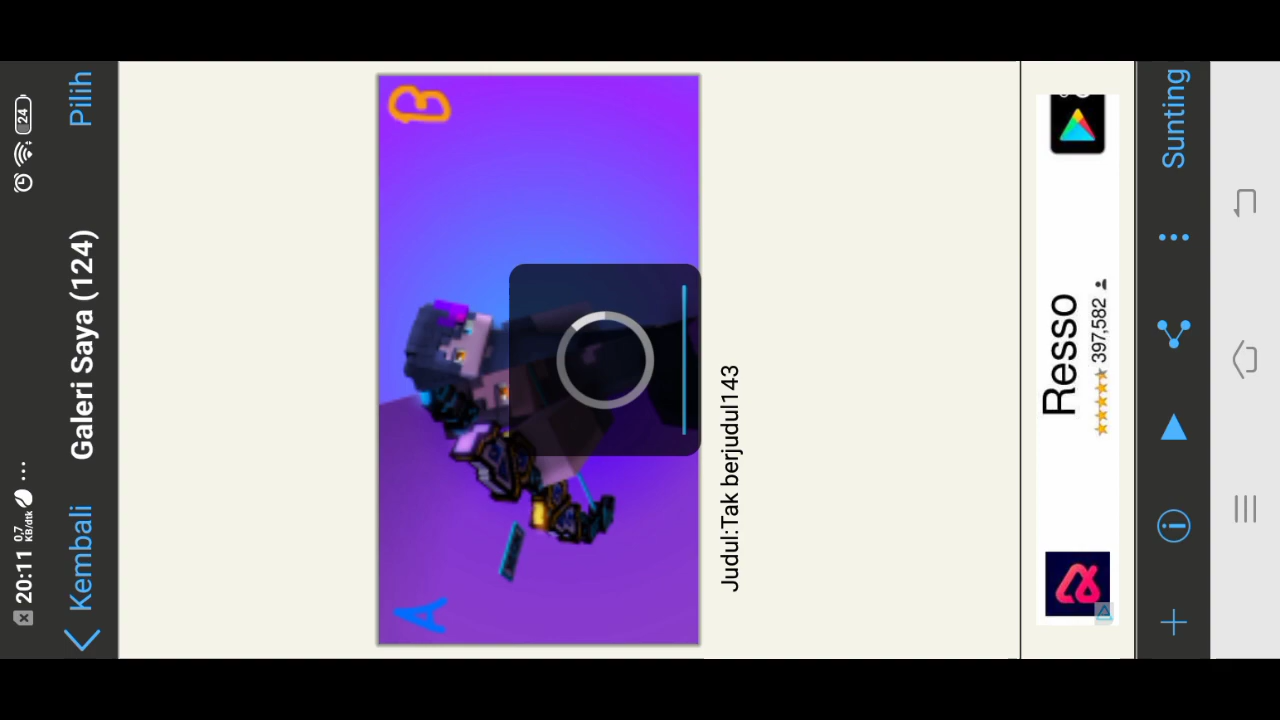 20:11 0,7 KB/dtk ... 24
Kembali Galeri Saya (124) Pilih
A B
Judul:Tak berjudul143
Resso
397,582
Sunting